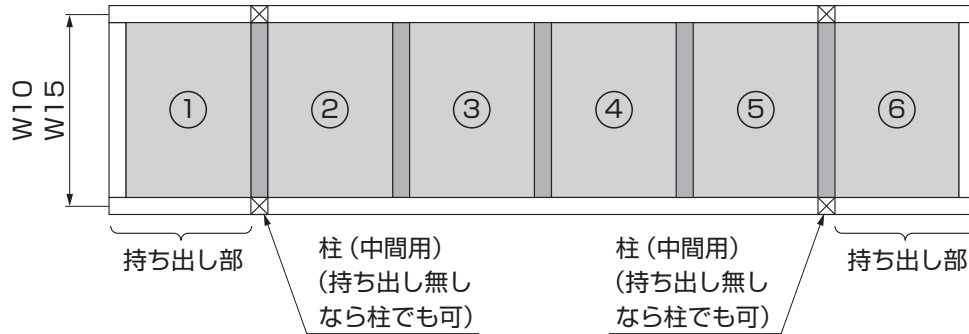 W10
W15
①
②
③
④
⑤
⑥
持ち出し部
柱（中間用）
（持ち出し無し
なら柱でも可）
柱（中間用）
（持ち出し無し
なら柱でも可）
持ち出し部